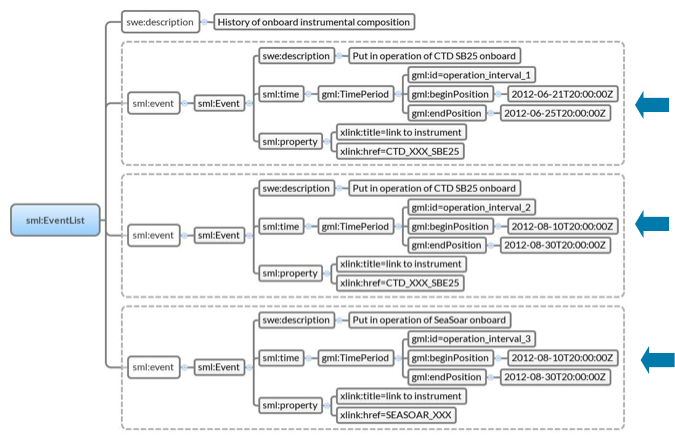 swe:description
History of onboard instrumental composition
swe:description
Put in operation of CTD SB25 onboard
gml:id=operation_interval_1
sml:event
sml:Event
sml:time
gml:TimePeriod
gml:beginPosition
2012-06-21T20:00:00Z
gml:endPosition
2012-06-25T20:00:00Z
sml:property
xlink:title=link to instrument
xlink:href=CTD_XXX_SBE25
sml:EventList
swe:description
Put in operation of CTD SB25 onboard
gml:id=operation_interval_2
sml:event
sml:Event
sml:time
gml:TimePeriod
gml:beginPosition
2012-08-10T20:00:00Z
gml:endPosition
2012-08-30T20:00:00Z
sml:property
xlink:title=link to instrument
xlink:href=CTD_XXX_SBE25
swe:description
Put in operation of SeaSoar onboard
gml:id=operation_interval_3
sml:event
sml:Event
sml:time
gml:TimePeriod
gml:beginPosition
2012-08-10T20:00:00Z
gml:endPosition
2012-08-30T20:00:00Z
sml:property
xlink:title=link to instrument
xlink:href=SEASOAR_XXX